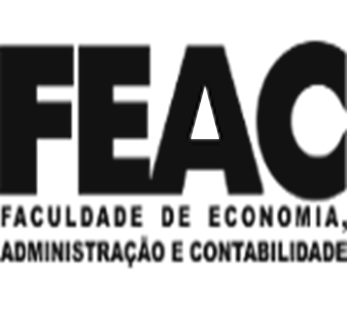 FEAC
FACULDADE DE ECONOMIA,
ADMINISTRAÇÃO E CONTABILIDADE